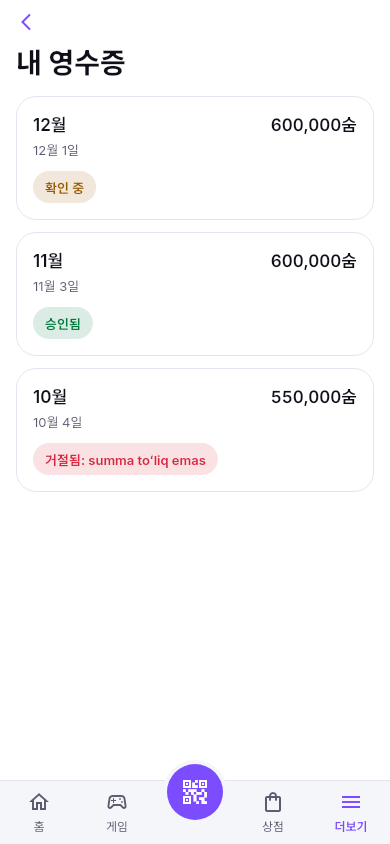 내 영수증
12월
600,000숨
12월 1일
확인 중
11월
600,000숨
11월 3일
승인됨
10월
550,000숨
10월 4일
거절됨: summa toʻliq emas
홈
게임
상점
더보기